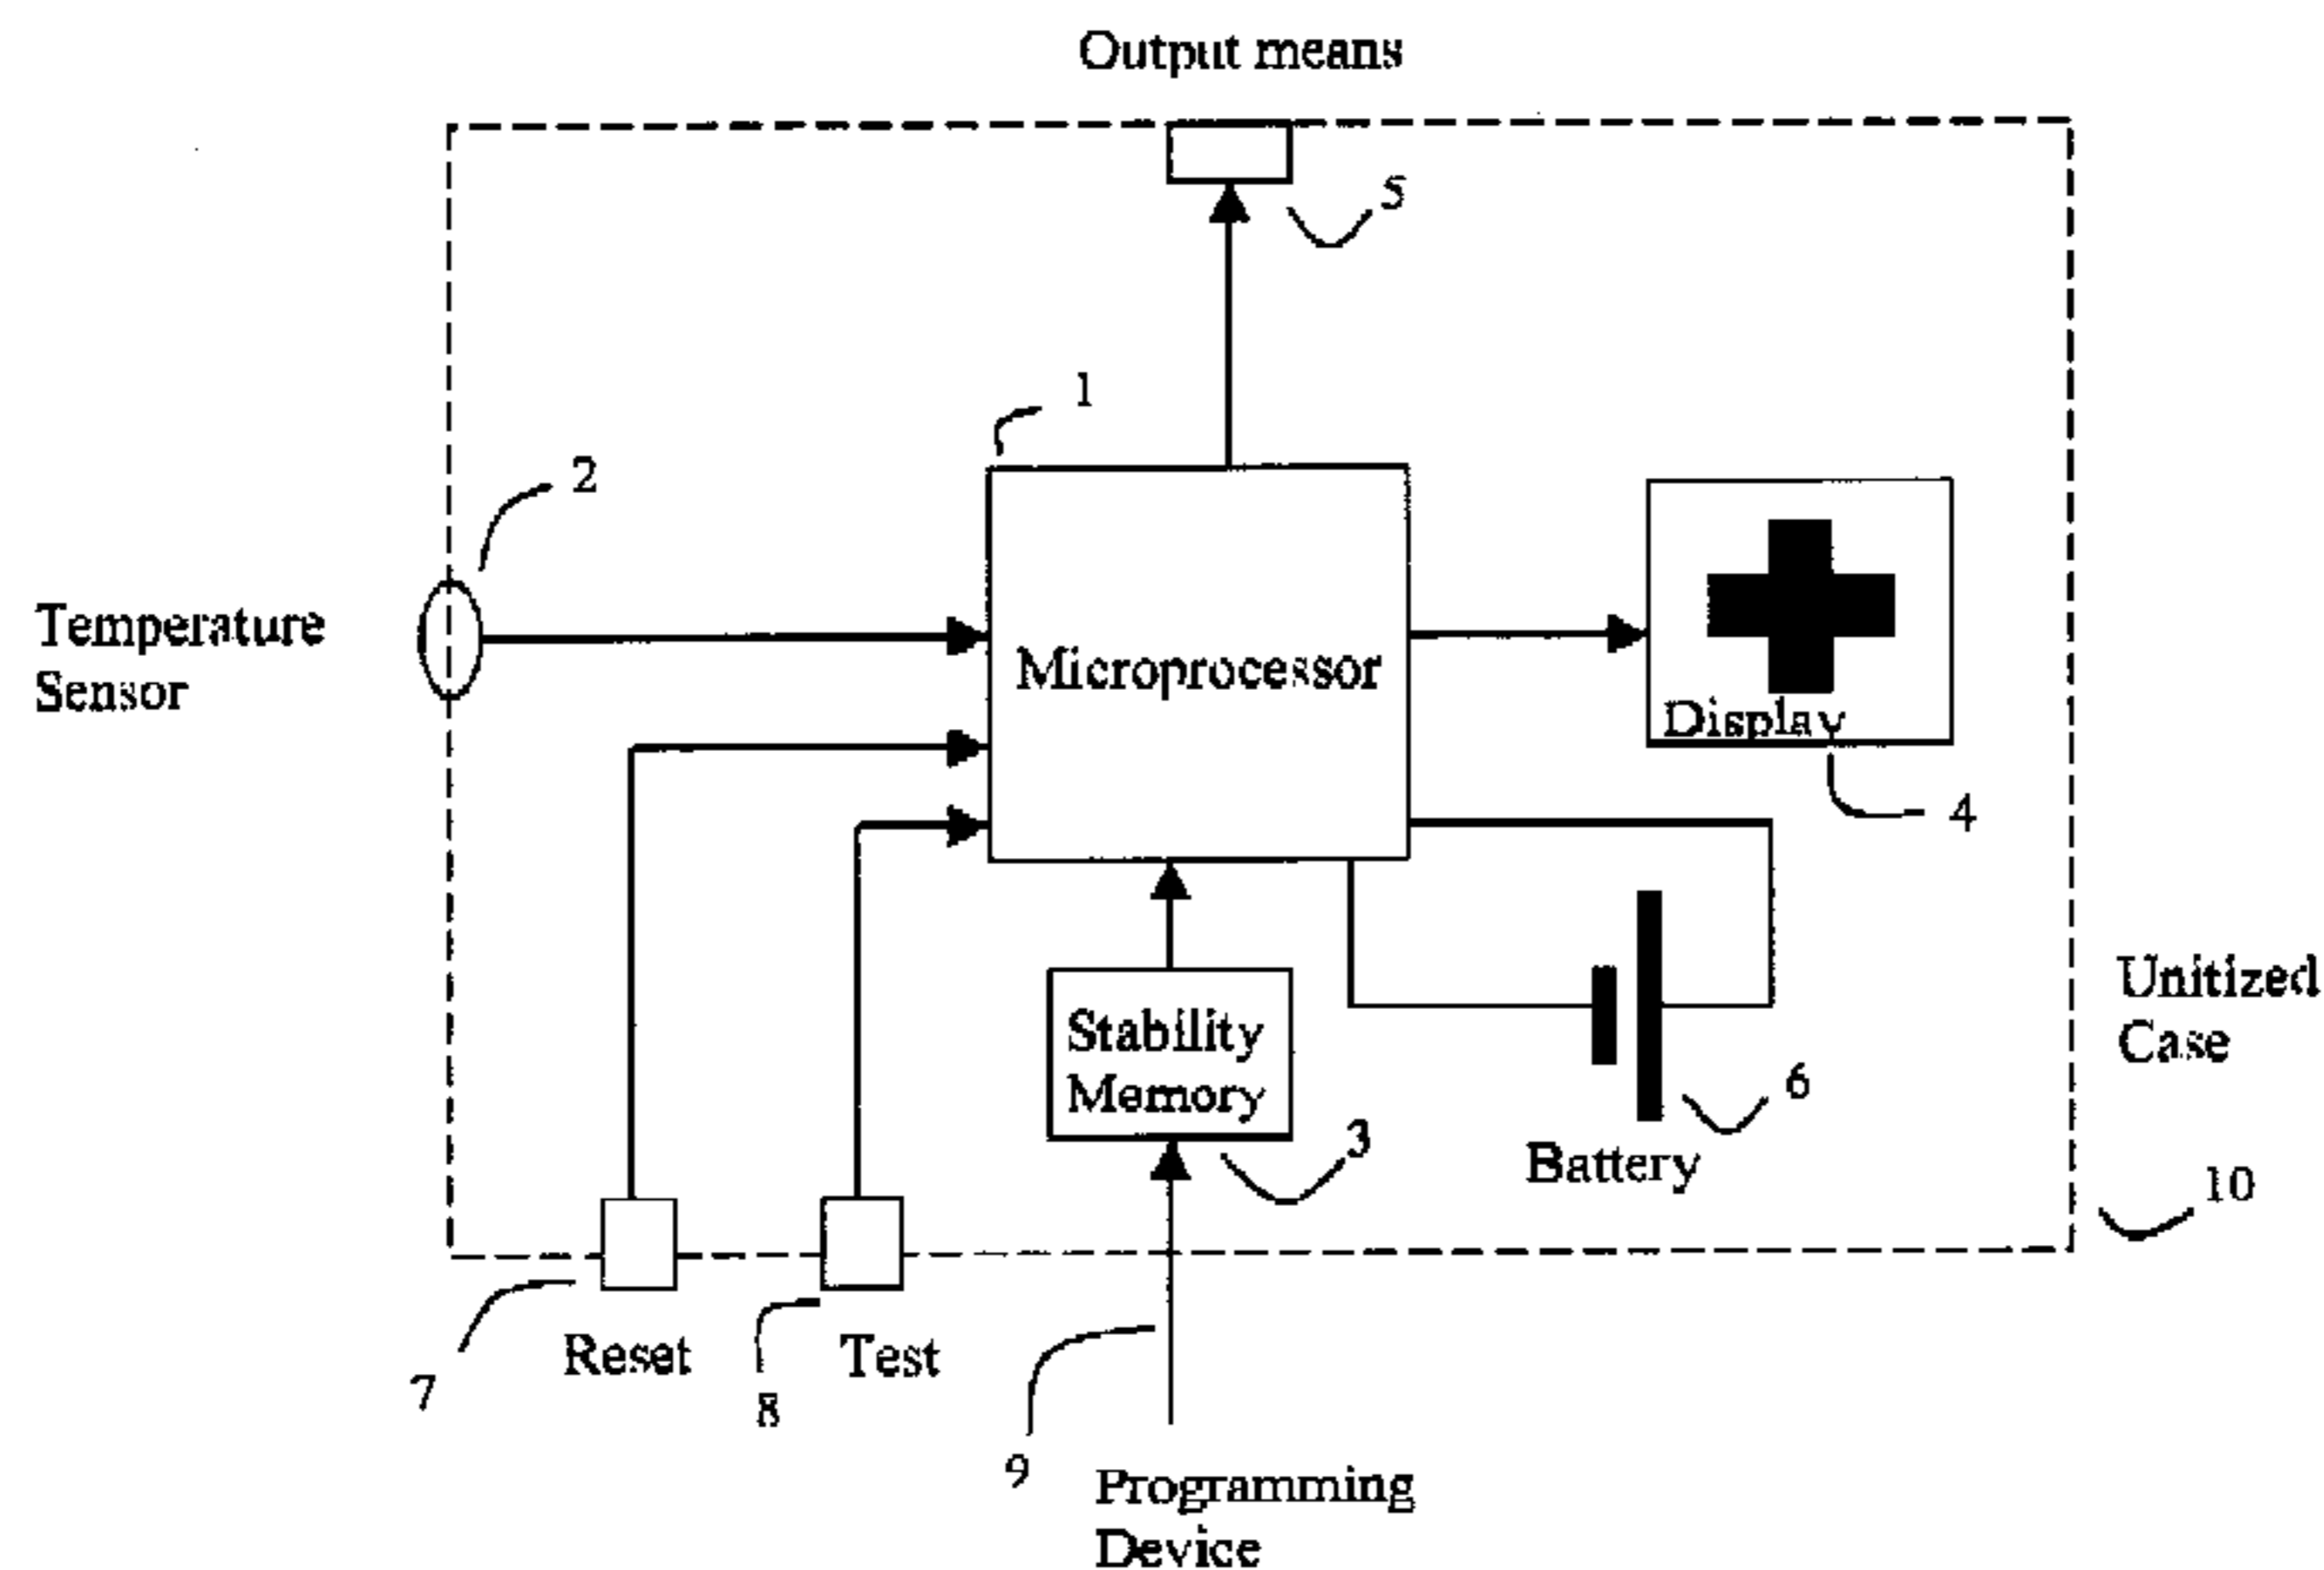 Output means
5
1
2
Temperature
Sensor
Microprocessor
Display
4
Stability
Memory
3
Battery
6
Unitized
Case
10
7
Reset
8
Test
9
Programming
Device